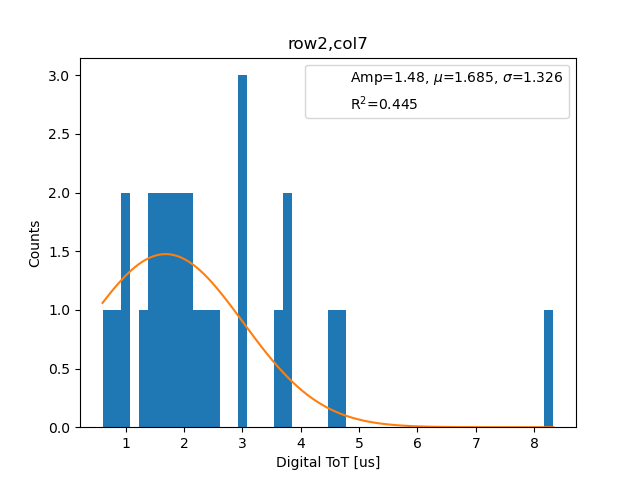 row2,col7
Amp=1.48, μ=1.685, σ=1.326
R²=0.445
3.0
2.5
2.0
1.5
1.0
0.5
0.0
Counts
1 2 3 4 5 6 7 8
Digital ToT [us]